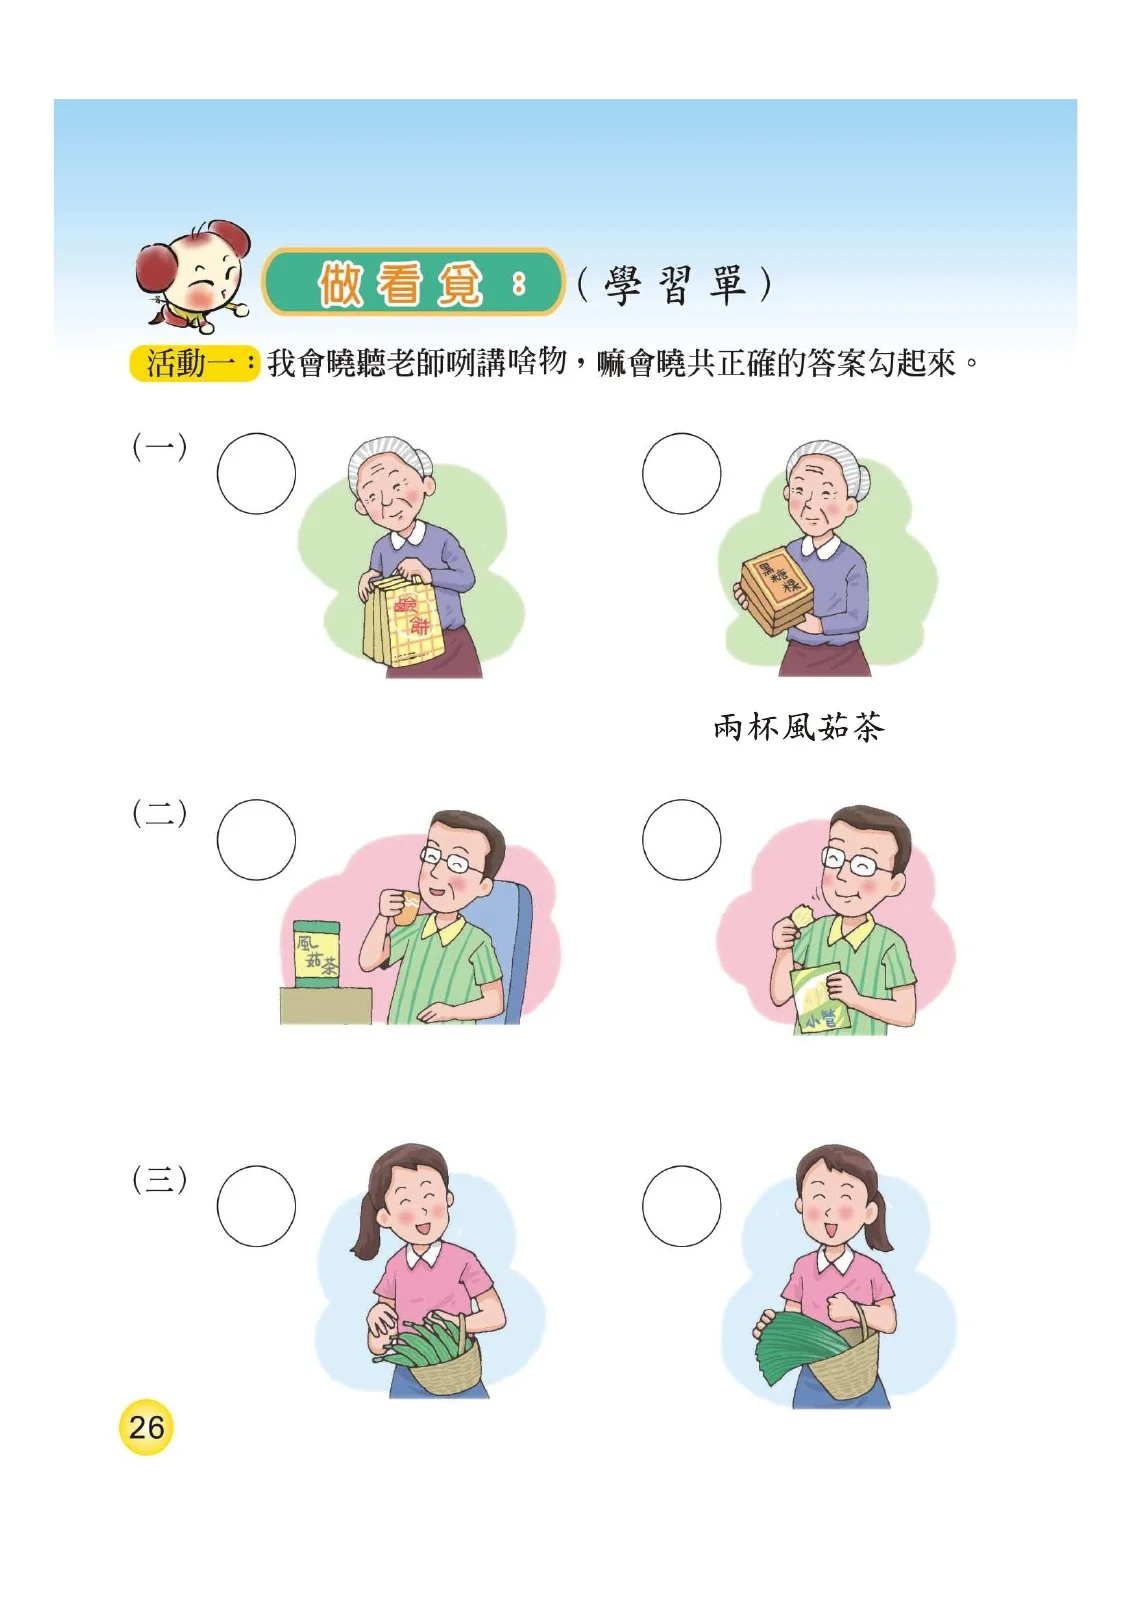 做看覓：（學習單）
活動一：我會曉聽老師咧講啥物，嘛會曉共正確的答案勾起來。
（一）
鹼餅
黑糖粿
兩杯風茹茶
（二）
風茹茶
小管
（三）
26